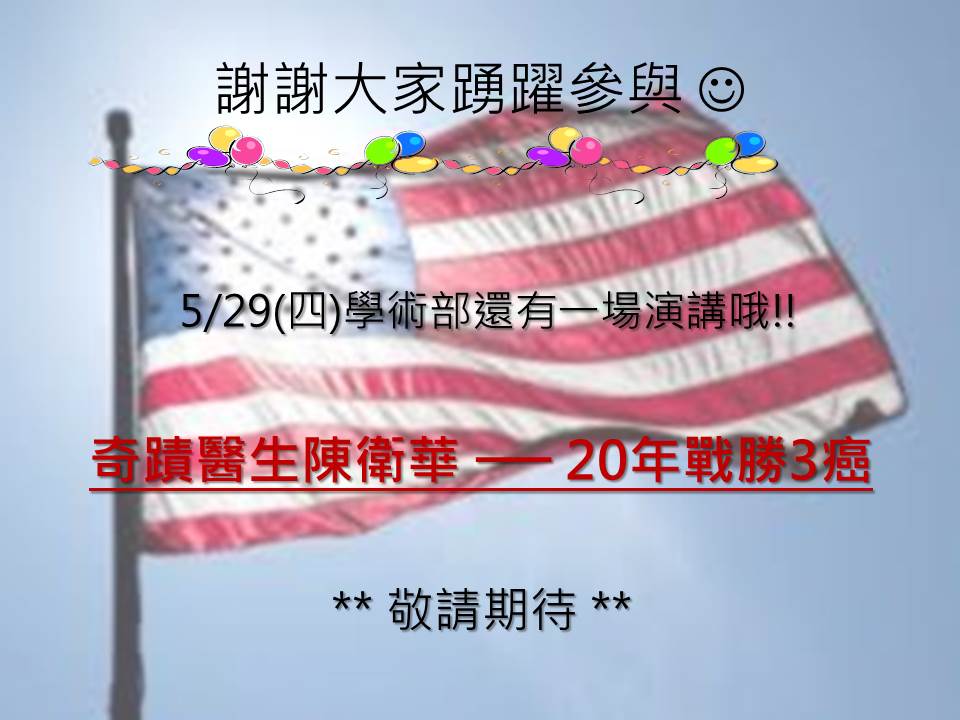 謝謝大家踴躍參與 ☺
5/29(四)學術部還有一場演講哦!!
奇蹟醫生陳衛華 ── 20年戰勝3癌
** 敬請期待 **